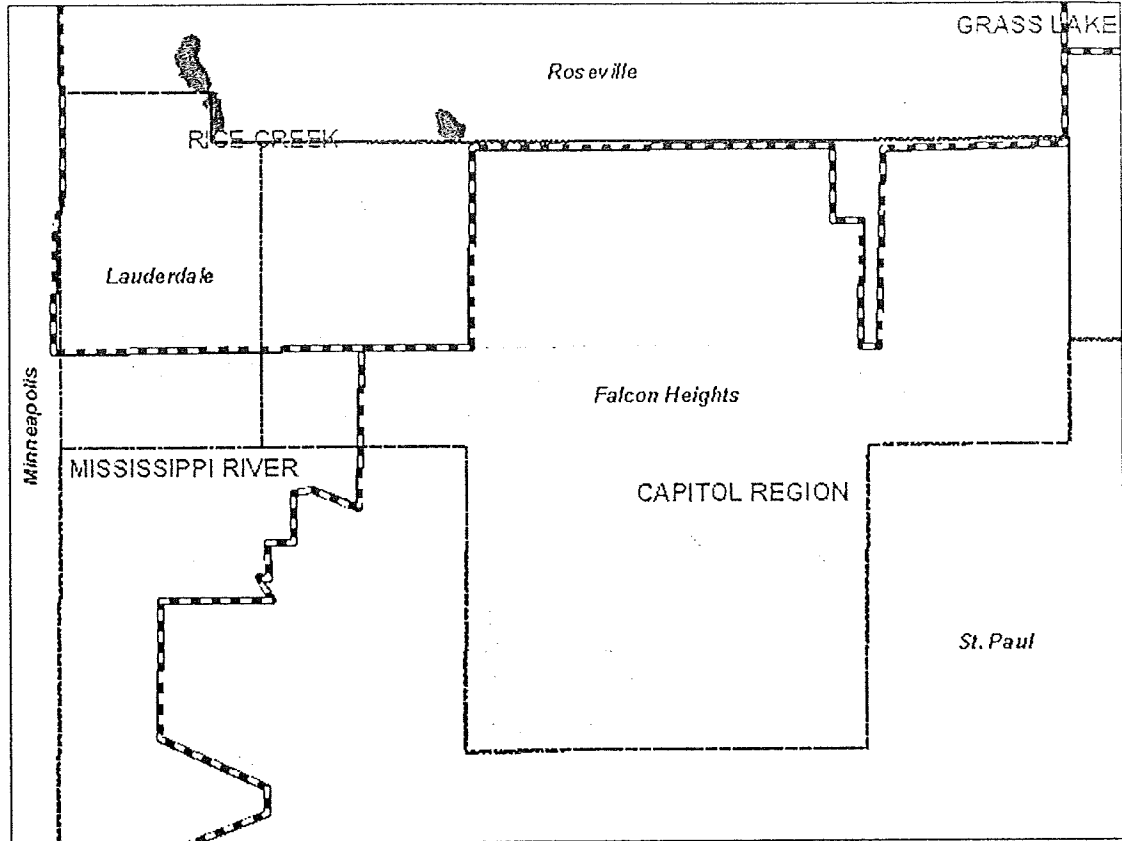 GRASS LAKE
Roseville
RICE CREEK
Lauderdale
Falcon Heights
Minneapolis
MISSISSIPPI RIVER
CAPITOL REGION
St. Paul